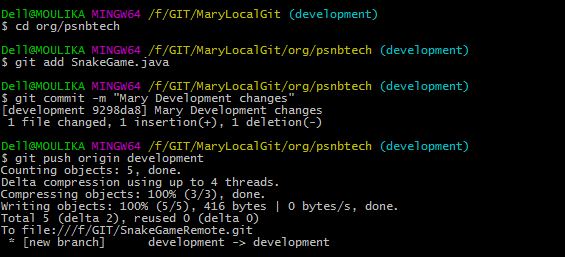 Dell@MOULIKA MINGW64 /f/GIT/MaryLocalGit (development)
$ cd org/psnbtech
Dell@MOULIKA MINGW64 /f/GIT/MaryLocalGit/org/psnbtech (development)
$ git add SnakeGame.java
Dell@MOULIKA MINGW64 /f/GIT/MaryLocalGit/org/psnbtech (development)
$ git commit -m "Mary Development changes"
[development 9298da8] Mary Development changes
 1 file changed, 1 insertion(+), 1 deletion(-)
Dell@MOULIKA MINGW64 /f/GIT/MaryLocalGit/org/psnbtech (development)
$ git push origin development
Counting objects: 5, done.
Delta compression using up to 4 threads.
Compressing objects: 100% (3/3), done.
Writing objects: 100% (5/5), 416 bytes | 0 bytes/s, done.
Total 5 (delta 2), reused 0 (delta 0)
To file:///f/GIT/SnakeGameRemote.git
 * [new branch]      development -> development